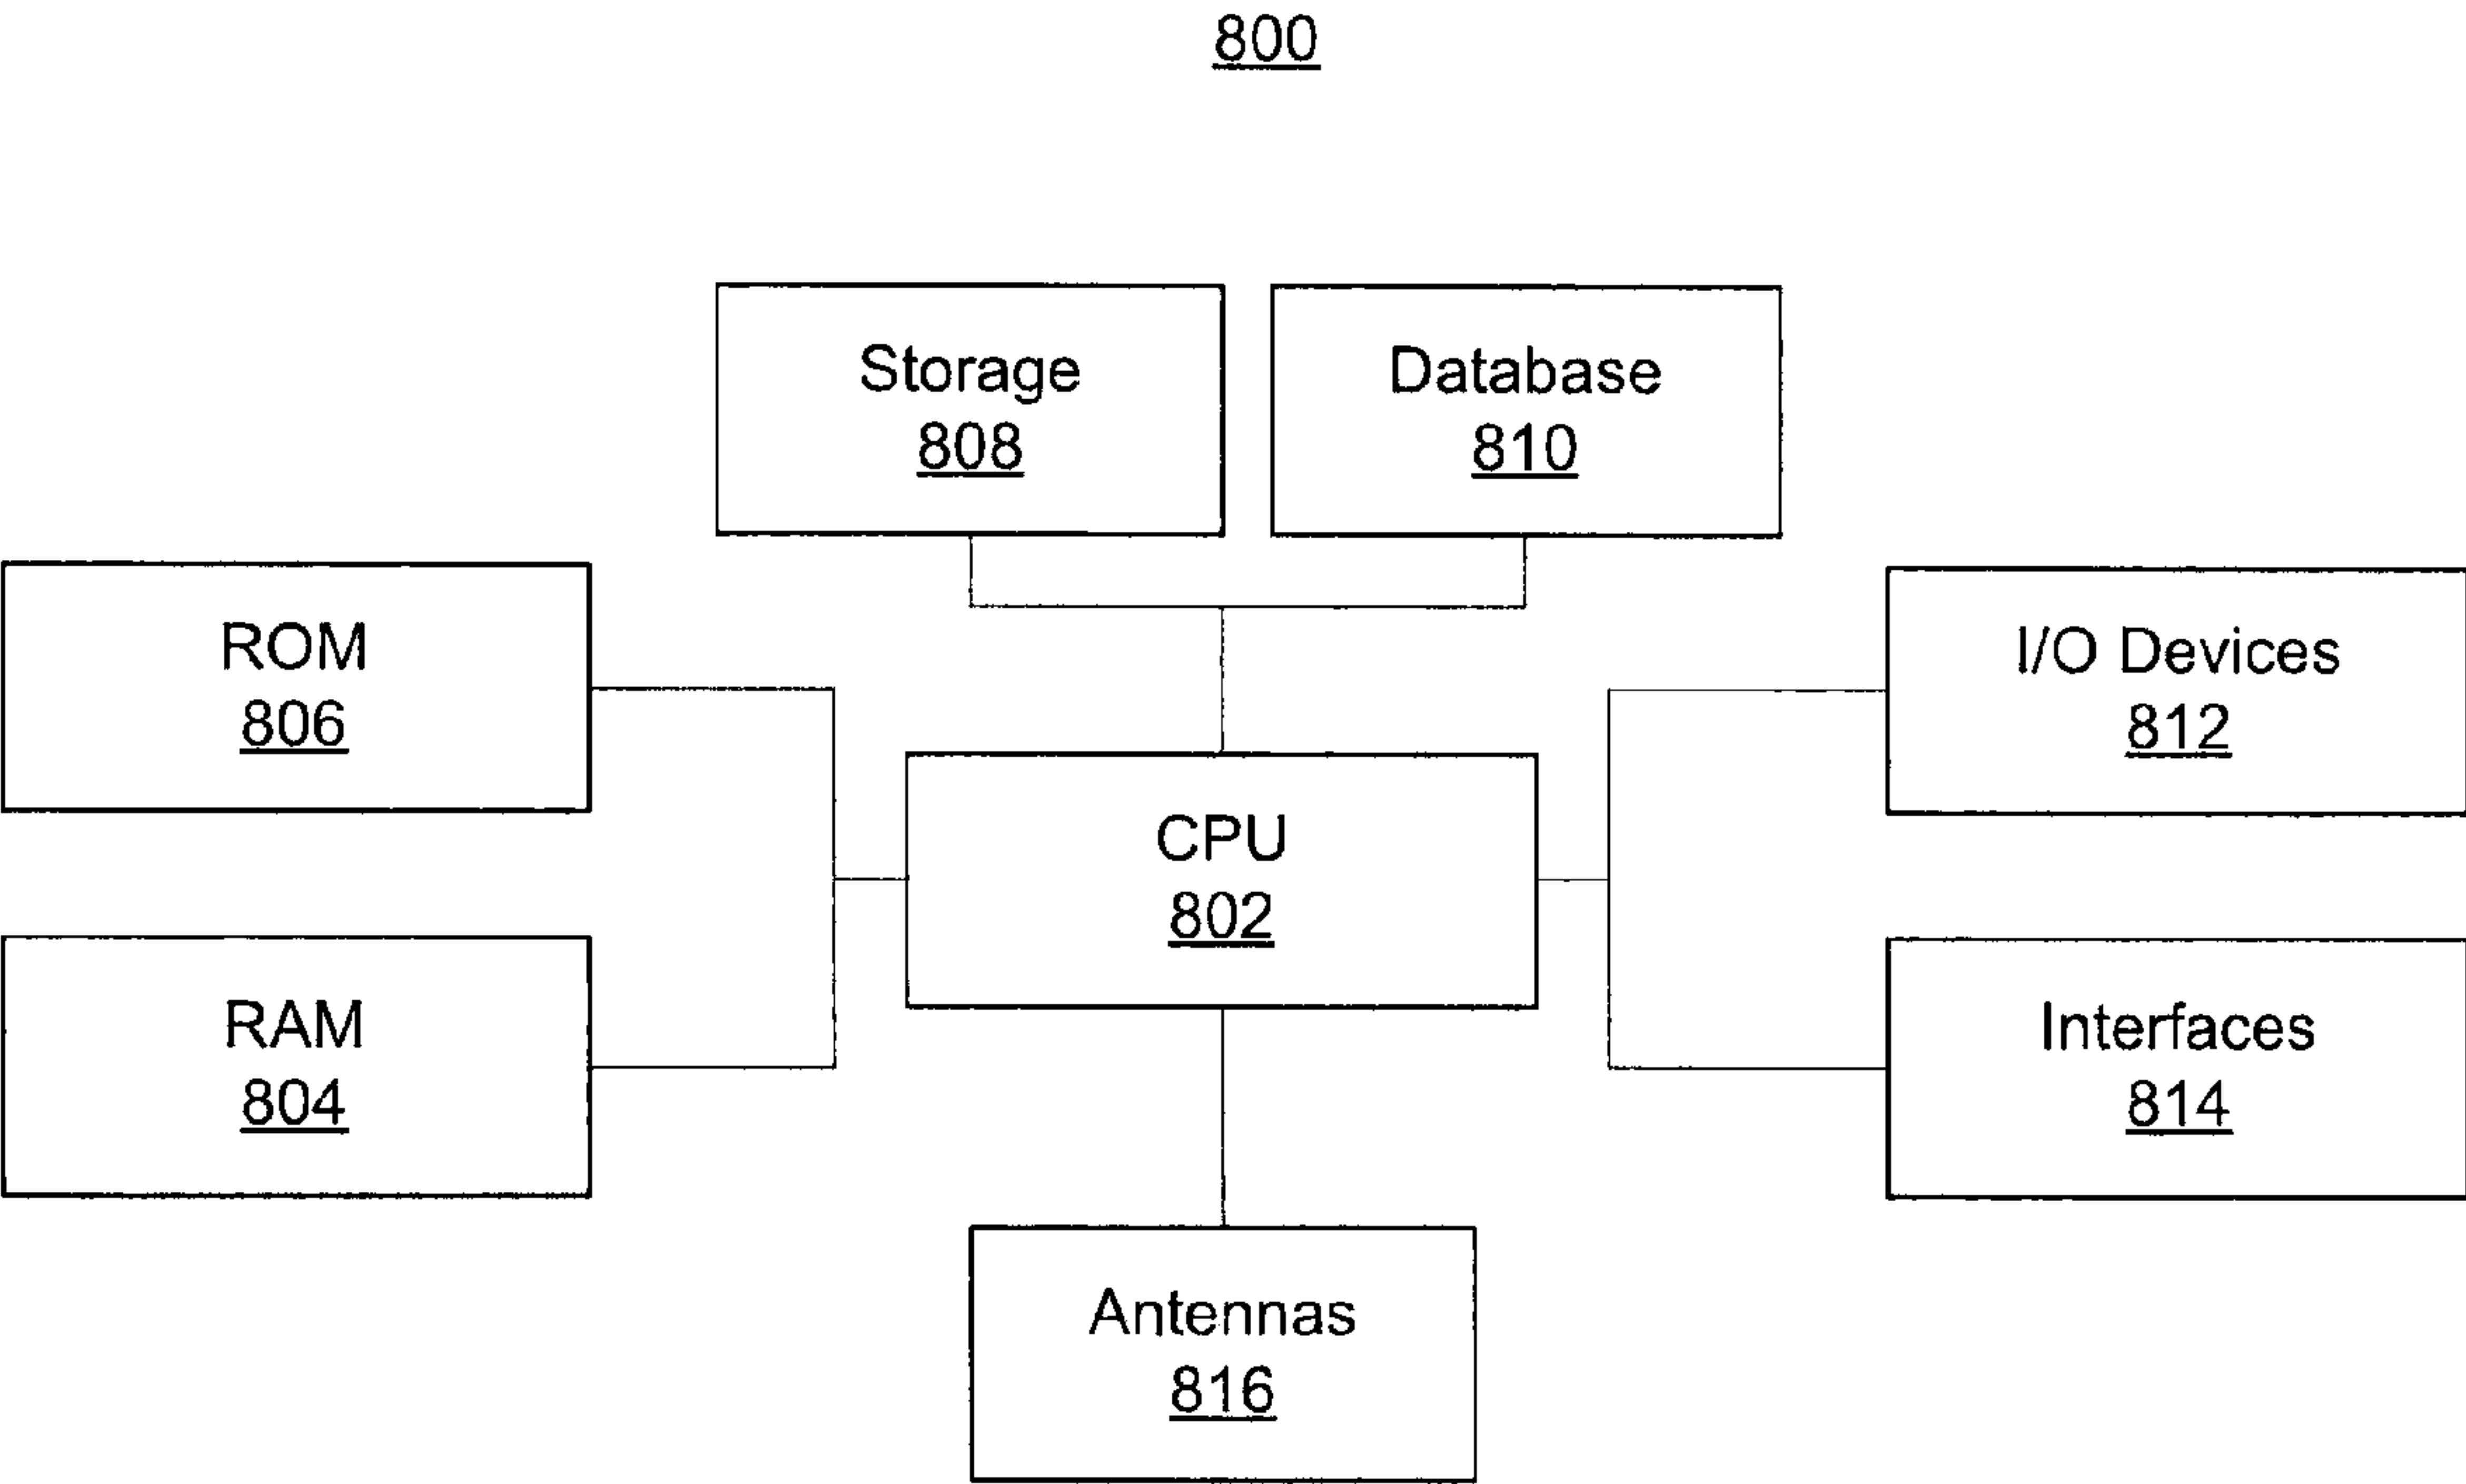 800
Storage
808
Database
810
ROM
806
I/O Devices
812
CPU
802
RAM
804
Interfaces
814
Antennas
816